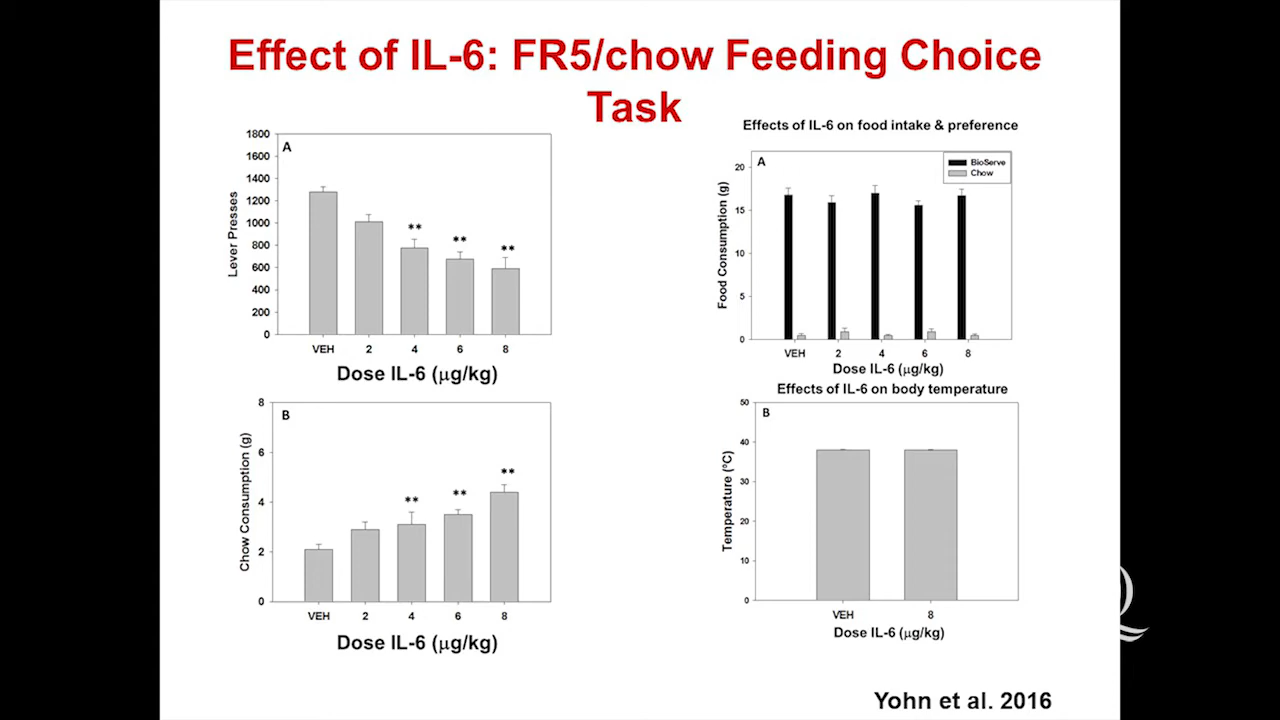 Effect of IL-6: FR5/chow Feeding Choice
Task
1800
1600
1400
1200
1000
800
600
400
200
0
A
**
**
**
Lever Presses
VEH 2 4 6 8
Dose IL-6 (μg/kg)
8
6
4
2
0
B
**
**
**
Chow Consumption (g)
VEH 2 4 6 8
Dose IL-6 (μg/kg)
Effects of IL-6 on food intake & preference
20
15
10
5
0
A
BioServe
Chow
Food Consumption (g)
VEH 2 4 6 8
Dose IL-6 (μg/kg)
Effects of IL-6 on body temperature
50
40
30
20
10
0
B
Temperature (°C)
VEH 8
Dose IL-6 (μg/kg)
Yohn et al. 2016